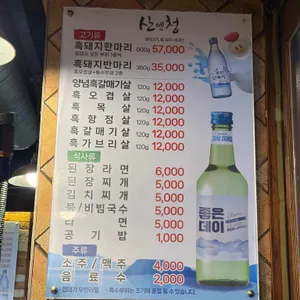 산엔청
고기류
흑돼지한마리 600g 57,000
흑돼지반마리 380g 35,000
양념흑갈매기살 120g 12,000
흑오겹살 120g 12,000
흑목살 120g 12,000
흑항정살 120g 12,000
흑갈매기살 120g 12,000
흑가브리살 120g 12,000
식사류
된장라면 6,000
된장찌개 5,000
김치찌개 5,000
물/비빔국수 5,000
라면 5,000
공기밥 1,000
주류
소주/맥주 4,000
음료수 2,000
좋은
데이